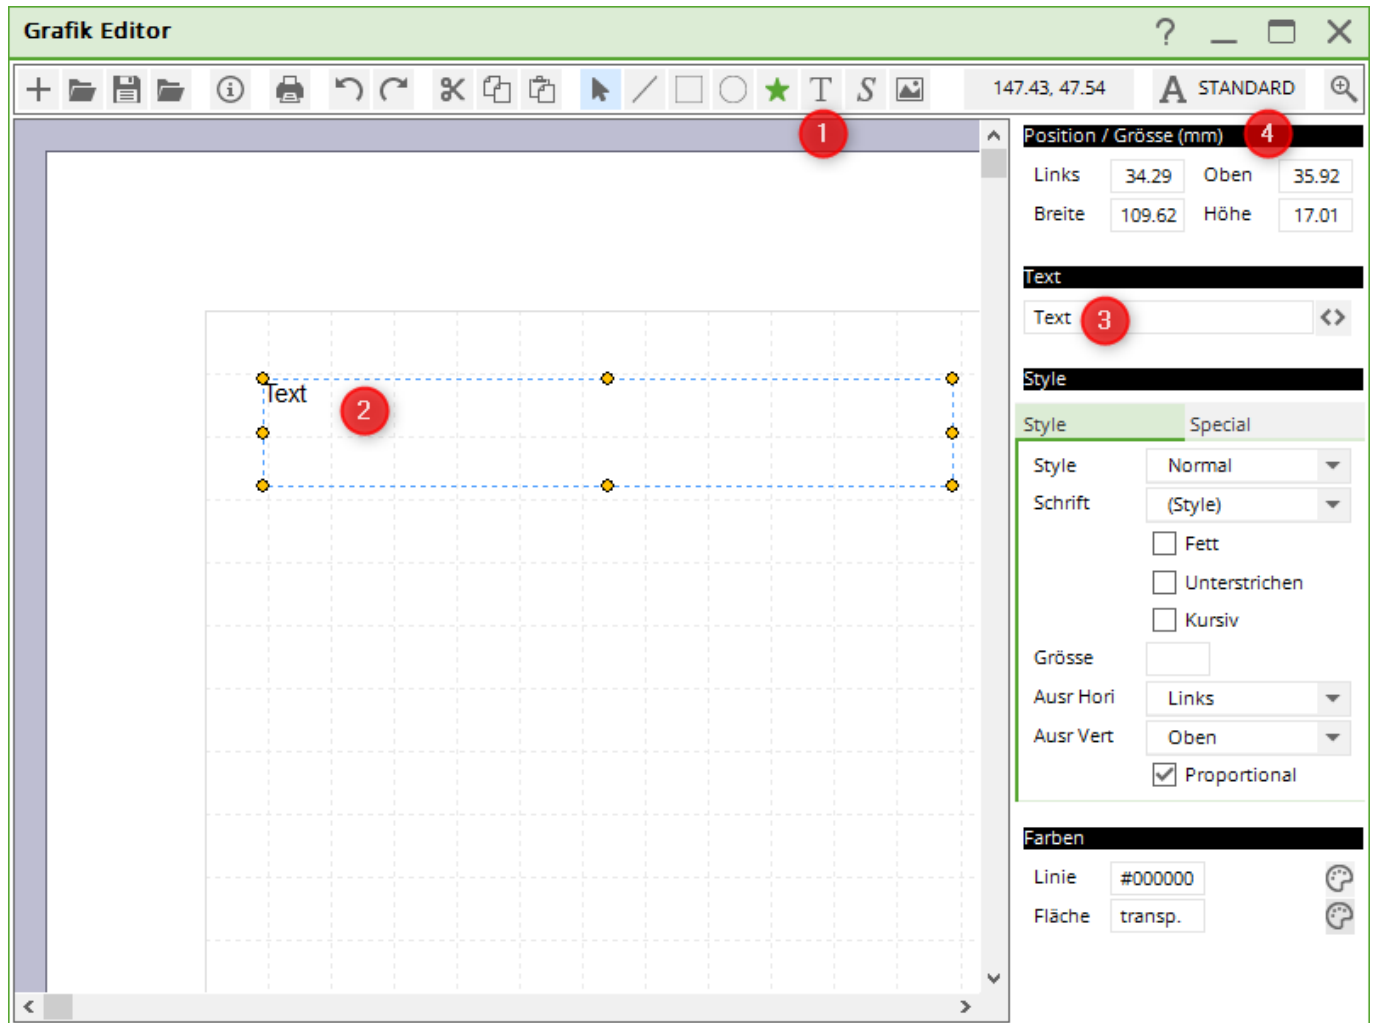 Grafik Editor
147.43, 47.54
A STANDARD
1
Position / Grösse (mm)
4
Links 34.29 Oben 35.92
Breite 109.62 Höhe 17.01
Text
Text
3
Text
2
Style
Style Special
Style Normal
Schrift (Style)
Fett
Unterstrichen
Kursiv
Grösse
Ausr Hori Links
Ausr Vert Oben
Proportional
Farben
Linie #000000
Fläche transp.